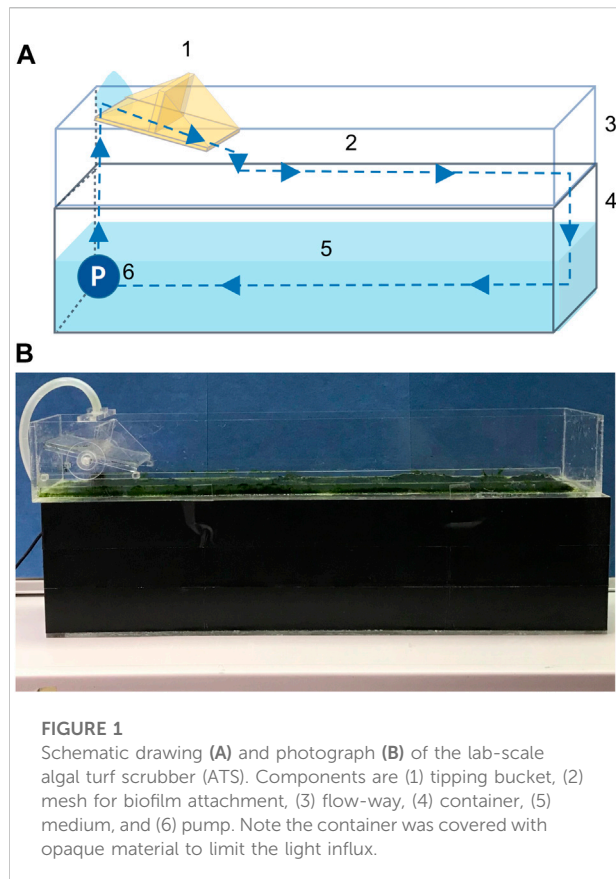 A
1
2
3
4
5
P
6
B
FIGURE 1
Schematic drawing (A) and photograph (B) of the lab-scale
algal turf scrubber (ATS). Components are (1) tipping bucket, (2)
mesh for biofilm attachment, (3) flow-way, (4) container, (5)
medium, and (6) pump. Note the container was covered with
opaque material to limit the light influx.